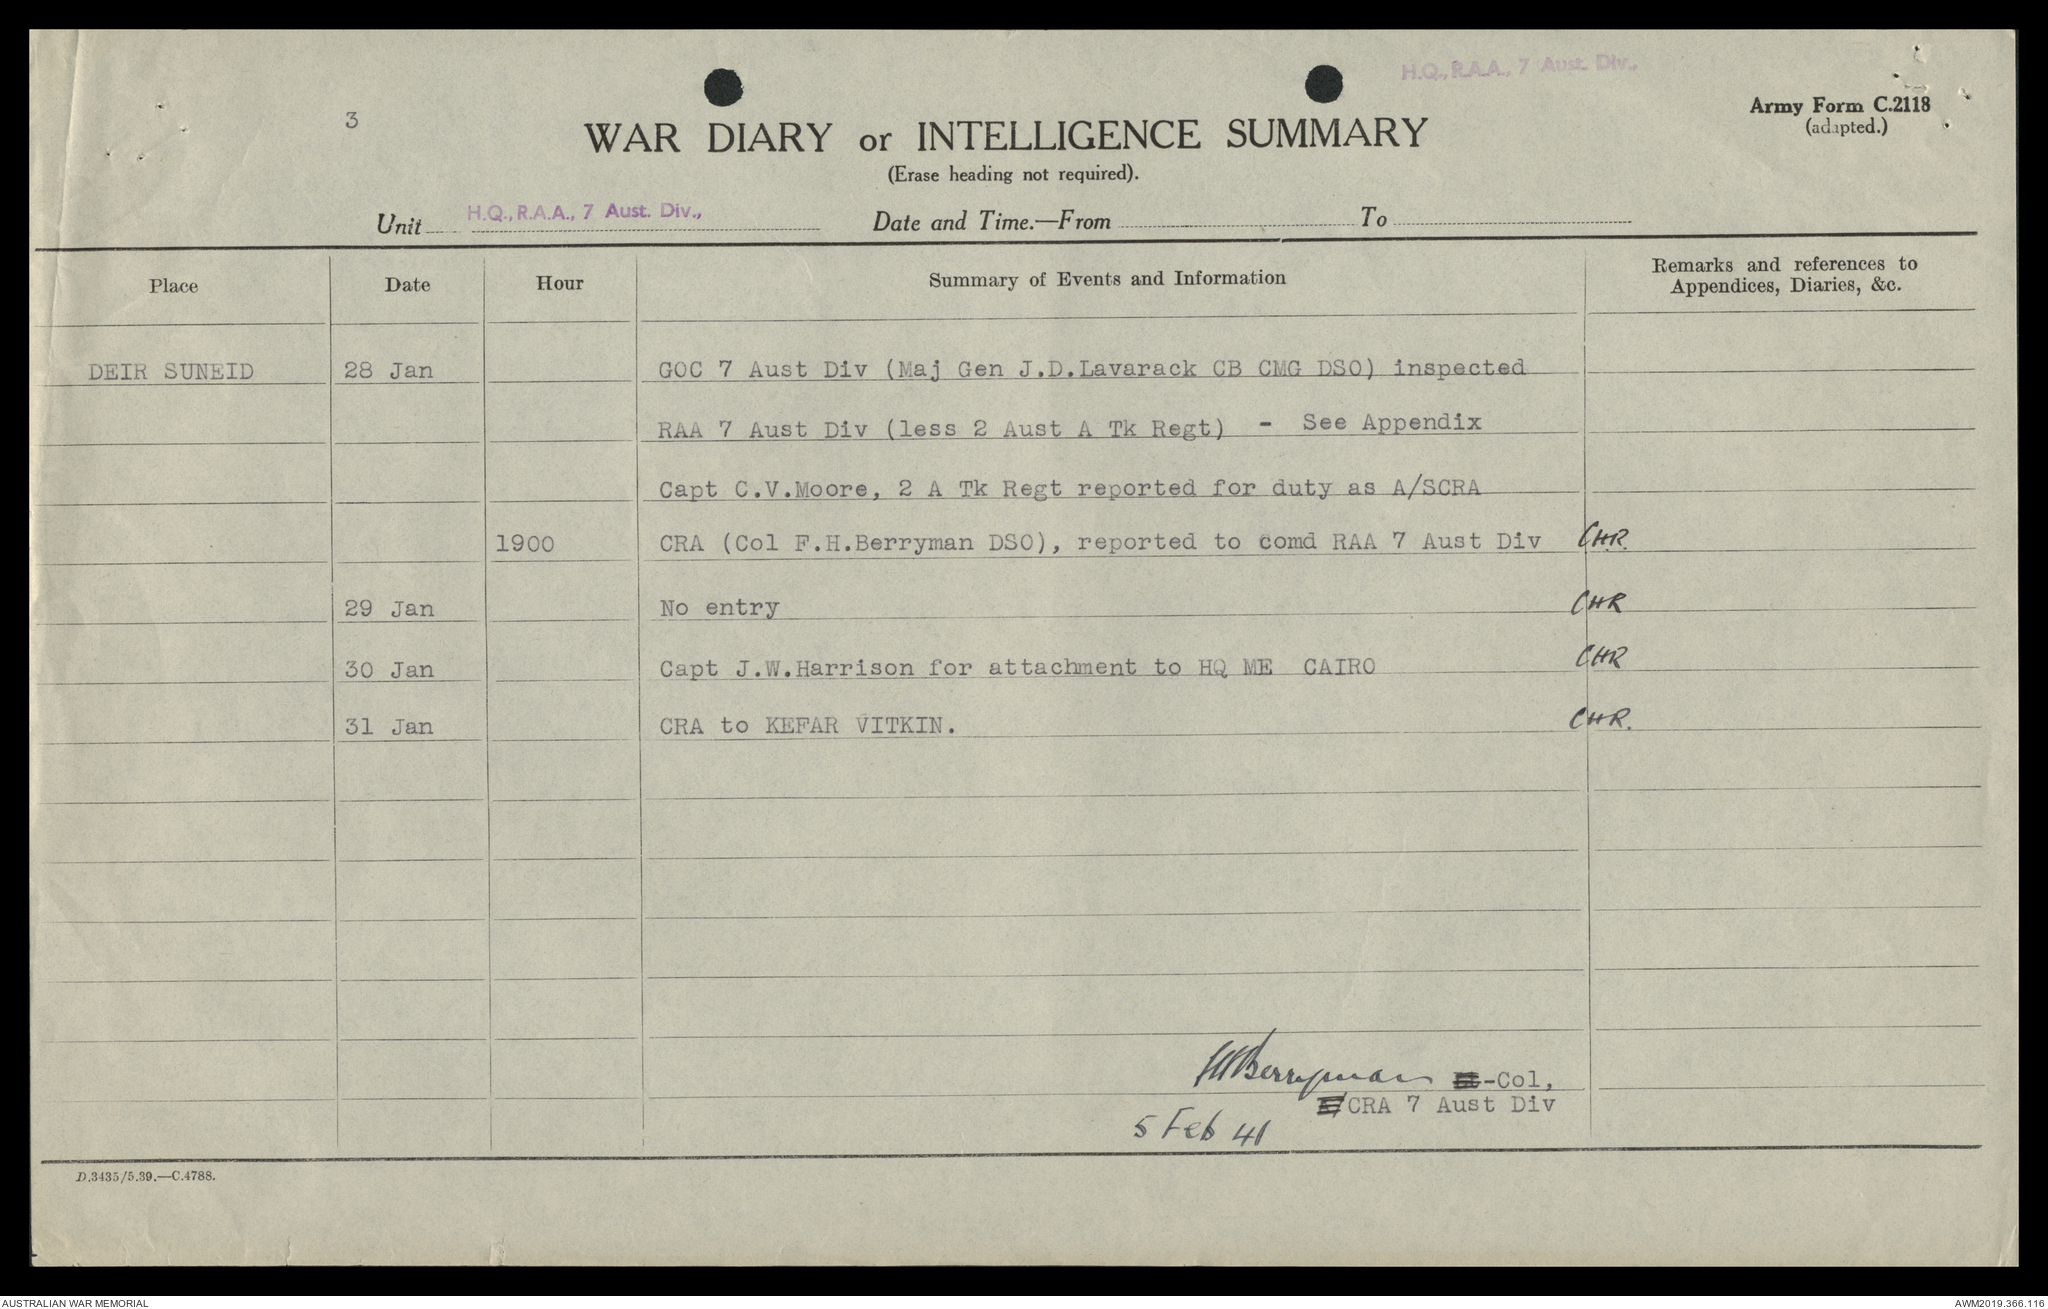 H.Q., R.A.A., 7 Aust. Div.,
Army Form C.2118
(adapted.)
3
WAR DIARY or INTELLIGENCE SUMMARY
(Erase heading not required).
Unit H.Q., R.A.A., 7 Aust. Div., Date and Time.—From To
Place Date Hour Summary of Events and Information Remarks and references to
Appendices, Diaries, &c.
DEIR SUNEID 28 Jan GOC 7 Aust Div (Maj Gen J.D.Lavarack CB CMG DSO) inspected
RAA 7 Aust Div (less 2 Aust A Tk Regt) - See Appendix
Capt C.V.Moore, 2 A Tk Regt reported for duty as A/SCRA
1900 CRA (Col F.H.Berryman DSO), reported to comd RAA 7 Aust Div CHR.
29 Jan No entry CHR
30 Jan Capt J.W.Harrison for attachment to HQ ME CAIRO CHR
31 Jan CRA to KEFAR VITKIN. CHR.
Berryman -Col,
CRA 7 Aust Div
5 Feb 41
D.3435/5.39.—C.4788.
AUSTRALIAN WAR MEMORIAL AWM2019.366.116